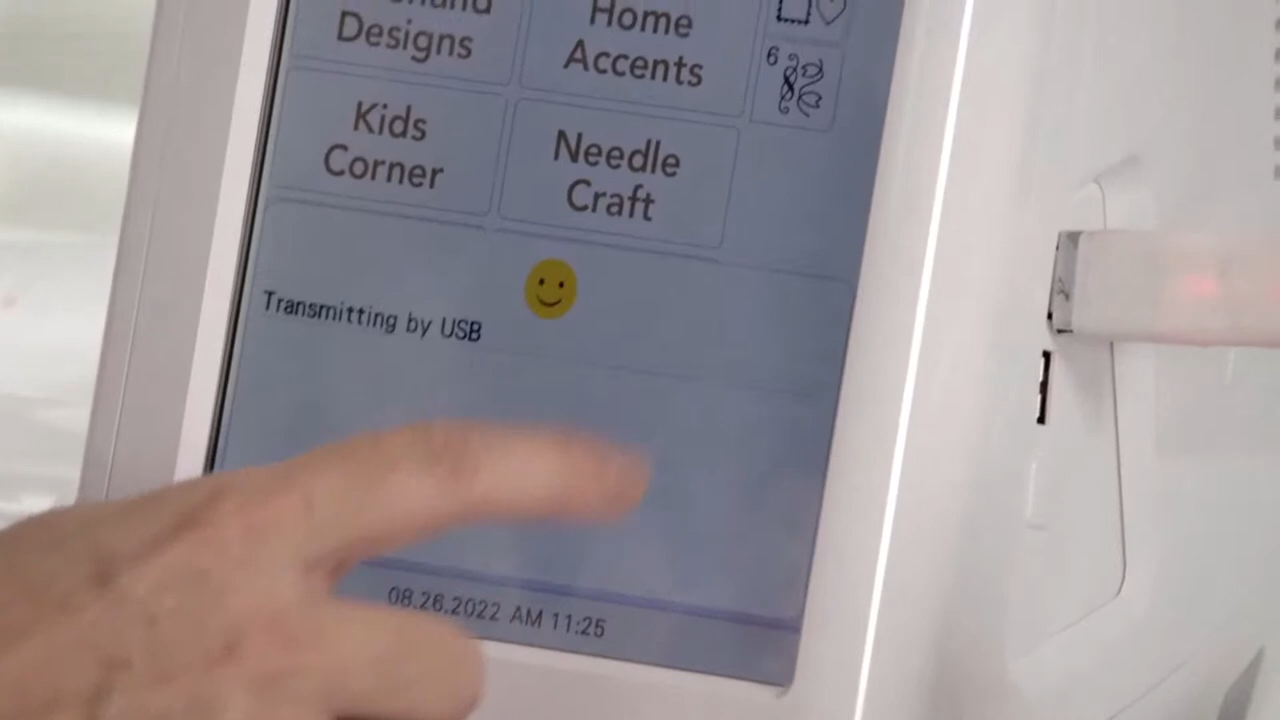 Designs
Home
Accents
6
Kids
Corner
Needle
Craft
Transmitting by USB
08.26.2022 AM 11:25